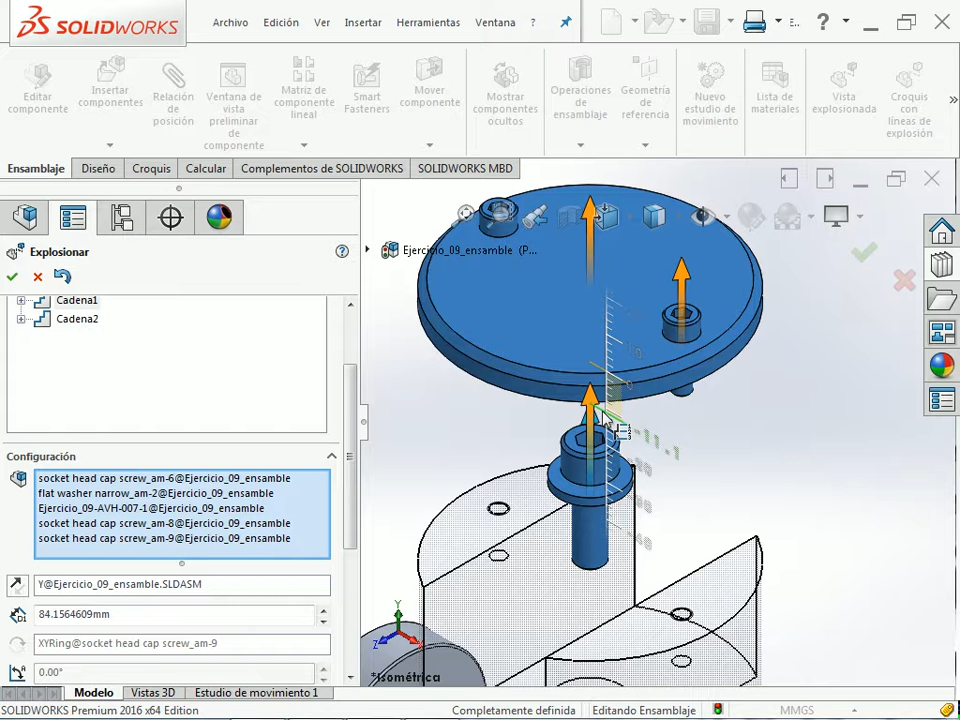 SOLIDWORKS
Archivo Edición Ver Insertar Herramientas Ventana ?
E...
?
Editar componente
Insertar componentes
Relación de posición
Ventana de vista preliminar de componente
Matriz de componente lineal
Smart Fasteners
Mover componente
Mostrar componentes ocultos
Operaciones de ensamblaje
Geometría de referencia
Nuevo estudio de movimiento
Lista de materiales
Vista explosionada
Croquis con líneas de explosión
Ensamblaje Diseño Croquis Calcular Complementos de SOLIDWORKS SOLIDWORKS MBD
Explosionar
Ejercicio_09_ensamble (P...
Cadena1
Cadena2
Configuración
socket head cap screw_am-6@Ejercicio_09_ensamble
flat washer narrow_am-2@Ejercicio_09_ensamble
Ejercicio_09-AVH-007-1@Ejercicio_09_ensamble
socket head cap screw_am-8@Ejercicio_09_ensamble
socket head cap screw_am-9@Ejercicio_09_ensamble
Y@Ejercicio_09_ensamble.SLDASM
D1
84.1564609mm
XYRing@socket head cap screw_am-9
0.00°
Y
Z
*Isométrica
Modelo Vistas 3D Estudio de movimiento 1
SOLIDWORKS Premium 2016 x64 Edition Completamente definida Editando Ensamblaje MMGS